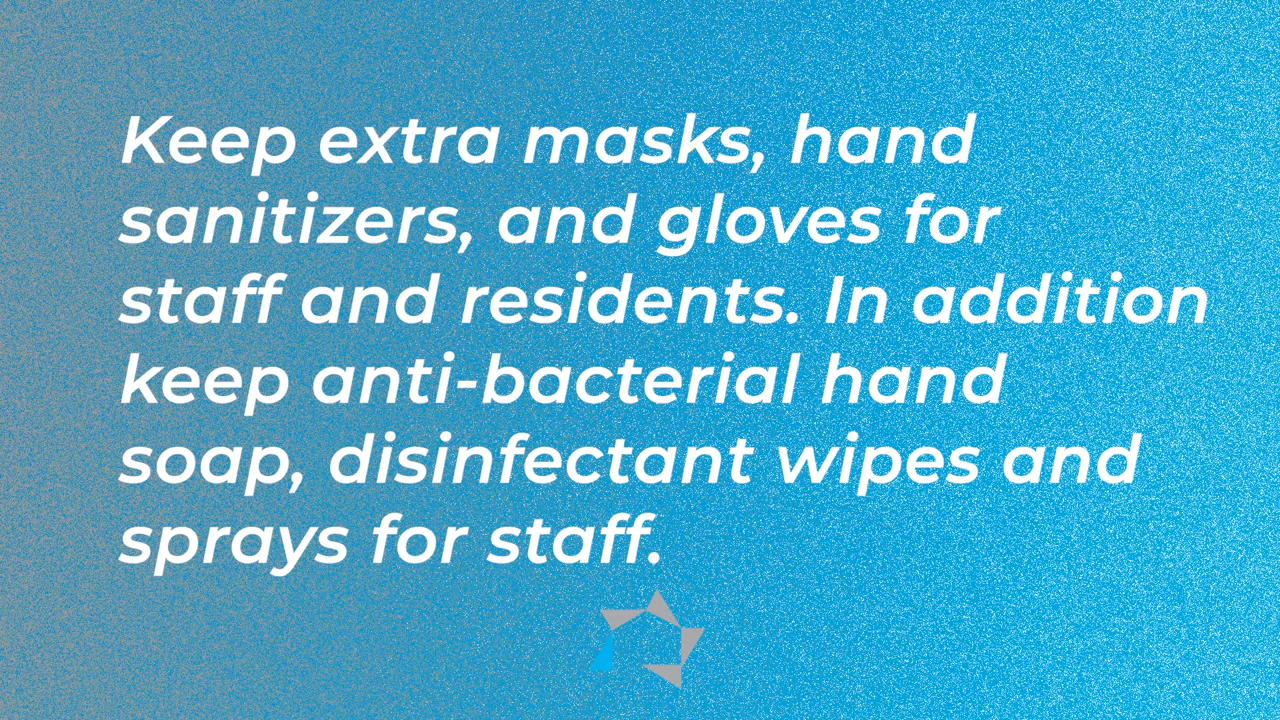 Keep extra masks, hand
sanitizers, and gloves for
staff and residents. In addition
keep anti-bacterial hand
soap, disinfectant wipes and
sprays for staff.